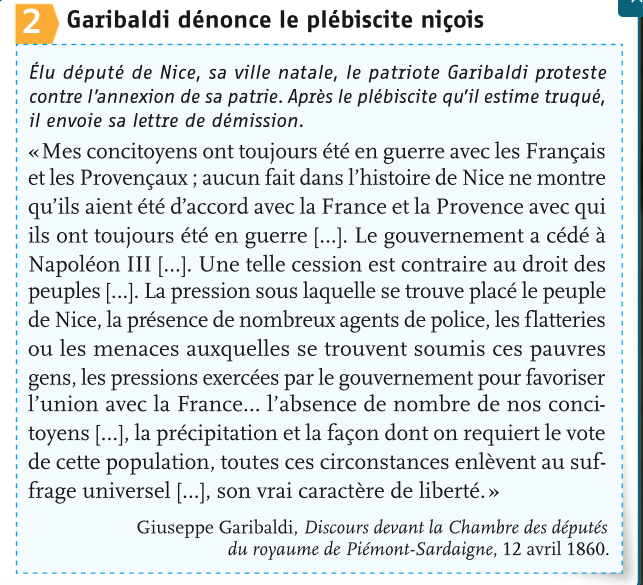 2 Garibaldi dénonce le plébiscite niçois
Élu député de Nice, sa ville natale, le patriote Garibaldi proteste
contre l'annexion de sa patrie. Après le plébiscite qu'il estime truqué,
il envoie sa lettre de démission.
« Mes concitoyens ont toujours été en guerre avec les Français
et les Provençaux ; aucun fait dans l'histoire de Nice ne montre
qu'ils aient été d'accord avec la France et la Provence avec qui
ils ont toujours été en guerre [...]. Le gouvernement a cédé à
Napoléon III [...]. Une telle cession est contraire au droit des
peuples [...]. La pression sous laquelle se trouve placé le peuple
de Nice, la présence de nombreux agents de police, les flatteries
ou les menaces auxquelles se trouvent soumis ces pauvres
gens, les pressions exercées par le gouvernement pour favoriser
l'union avec la France... l'absence de nombre de nos conci-
toyens [...], la précipitation et la façon dont on requiert le vote
de cette population, toutes ces circonstances enlèvent au suf-
frage universel [...], son vrai caractère de liberté. »
Giuseppe Garibaldi, Discours devant la Chambre des députés
du royaume de Piémont-Sardaigne, 12 avril 1860.